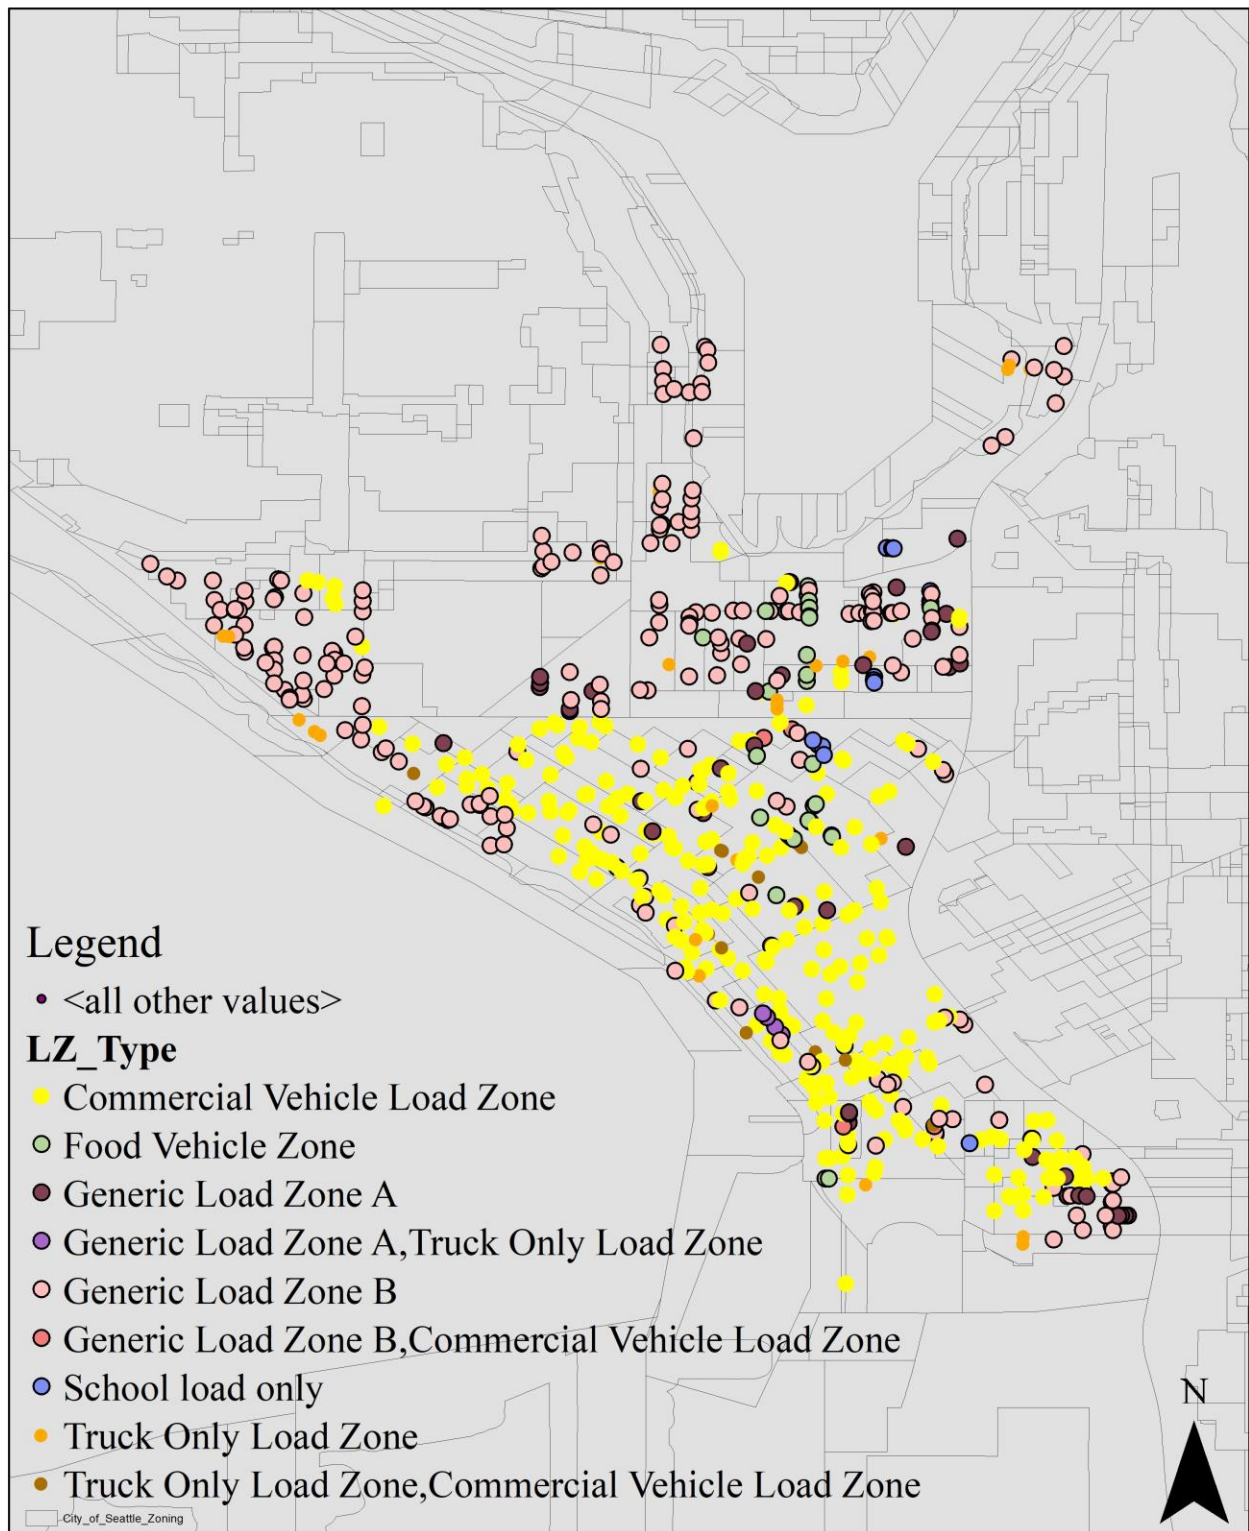 Legend
<all other values>
LZ_Type
Commercial Vehicle Load Zone
Food Vehicle Zone
Generic Load Zone A
Generic Load Zone A,Truck Only Load Zone
Generic Load Zone B
Generic Load Zone B,Commercial Vehicle Load Zone
School load only
Truck Only Load Zone
Truck Only Load Zone,Commercial Vehicle Load Zone
City_of_Seattle_Zoning
N